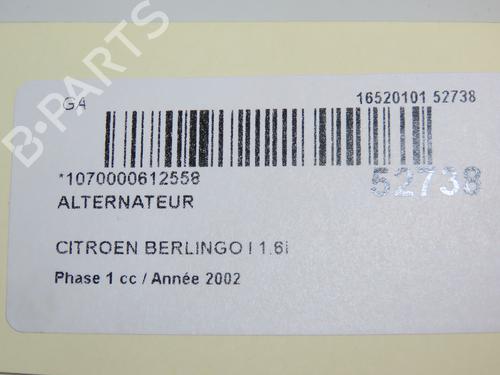 B-PARTS
G4
16520101 52738
*1070000612558
52738
ALTERNATEUR
CITROEN BERLINGO I 1.6i
Phase 1 cc / Année 2002